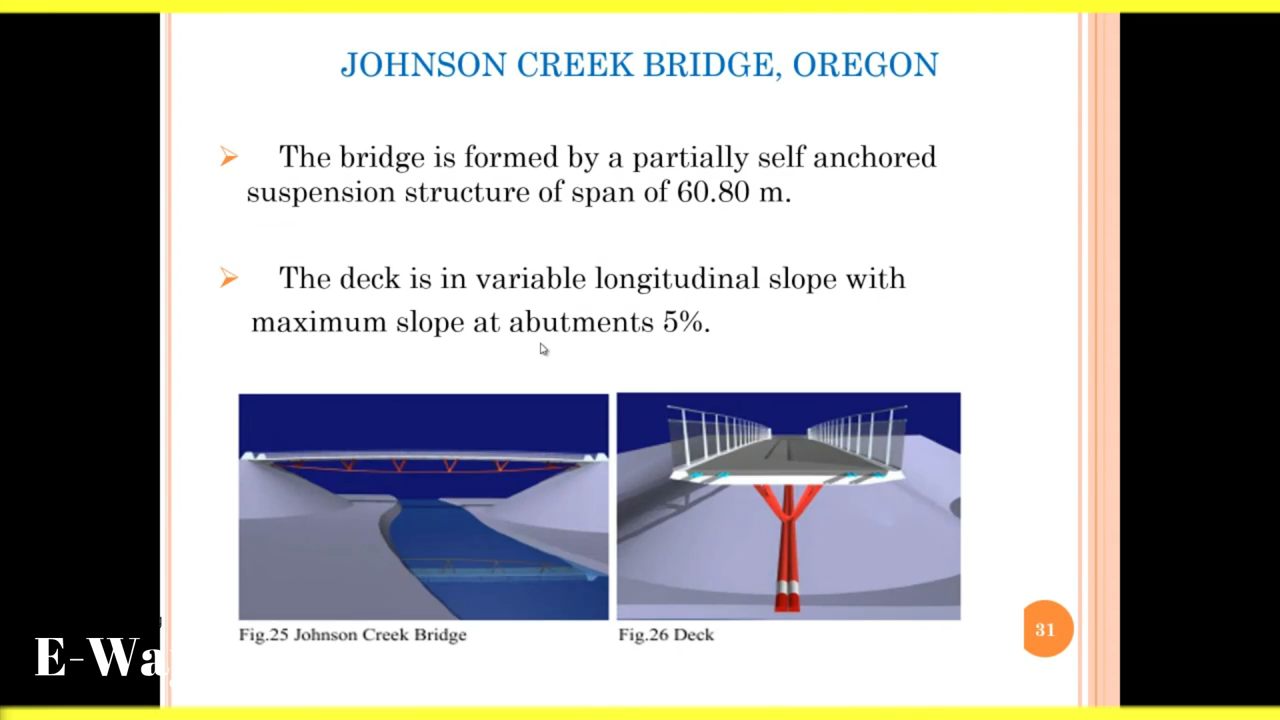 JOHNSON CREEK BRIDGE, OREGON
The bridge is formed by a partially self anchored
suspension structure of span of 60.80 m.
The deck is in variable longitudinal slope with
maximum slope at abutments 5%.
Fig.25 Johnson Creek Bridge
Fig.26 Deck
31